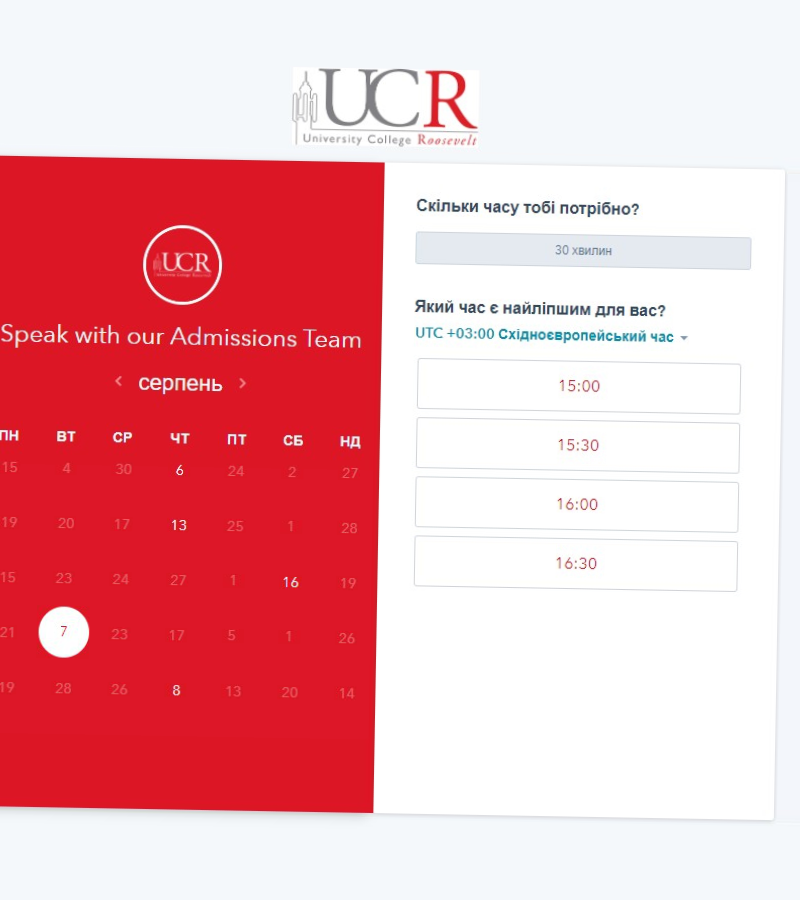 UCR
University College Roosevelt
UCR
Speak with our Admissions Team
серпень
ПН ВТ СР ЧТ ПТ СБ НД
15 4 30 6 24 2 27
19 20 17 13 25 1 28
15 23 24 27 1 16 19
21 7 23 17 5 1 26
19 28 26 8 13 20 14
Скільки часу тобі потрібно?
30 хвилин
Який час є найліпшим для вас?
UTC +03:00 Східноєвропейський час
15:00
15:30
16:00
16:30